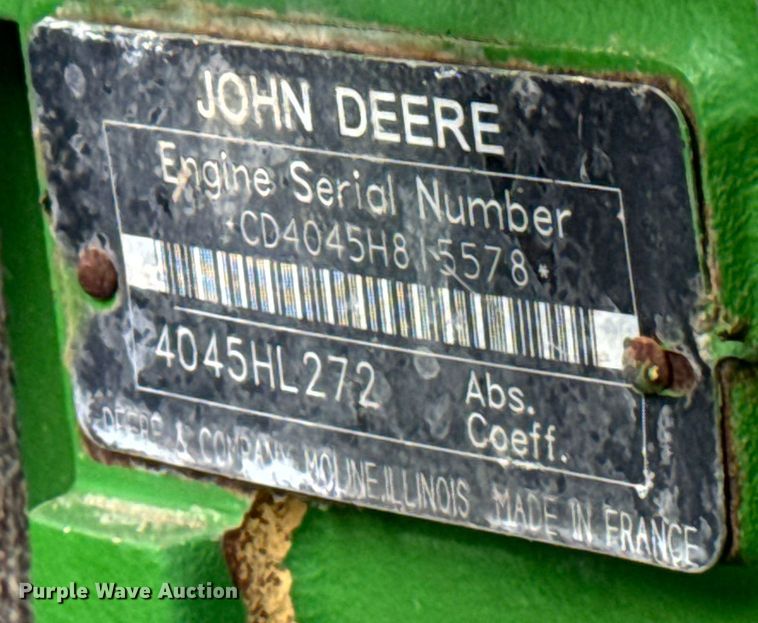 JOHN DEERE
Engine Serial Number
*CD4045H815578*
4045HL272
Abs.
Coeff.
DEERE & COMPANY MOLINE,ILLINOIS MADE IN FRANCE
Purple Wave Auction